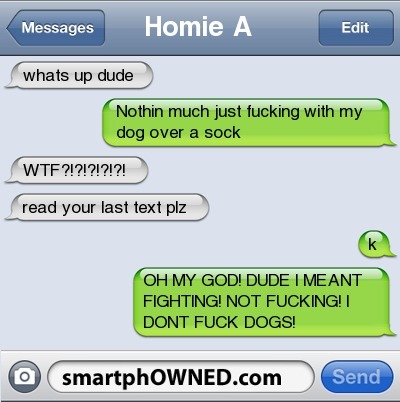 Messages
Homie A
Edit
whats up dude
Nothin much just fucking with my
dog over a sock
WTF?!?!?!?!?!
read your last text plz
k
OH MY GOD! DUDE I MEANT
FIGHTING! NOT FUCKING! I
DONT FUCK DOGS!
smartphOWNED.com
Send